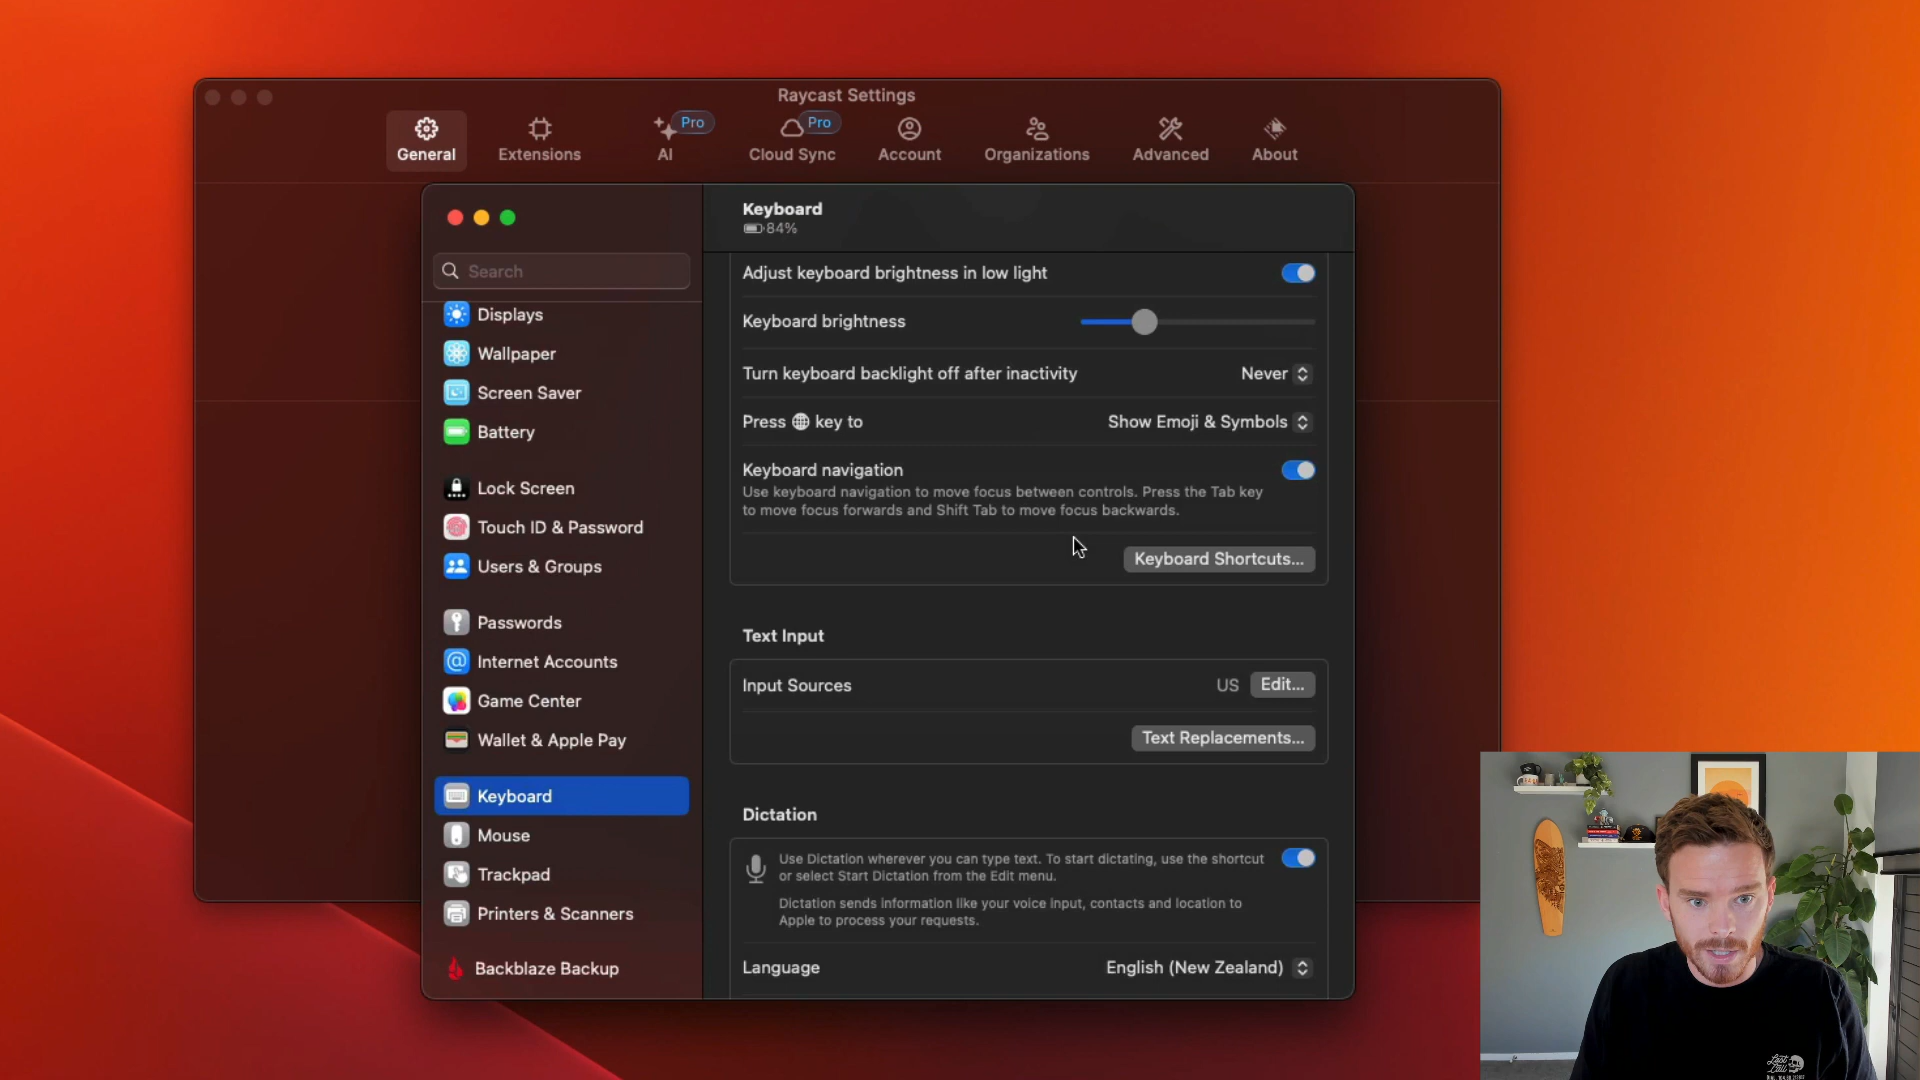 Raycast Settings
General
Extensions
Pro
AI
Pro
Cloud Sync
Account
Organizations
Advanced
About
Keyboard
84%
Search
Displays
Wallpaper
Screen Saver
Battery
Lock Screen
Touch ID & Password
Users & Groups
Passwords
Internet Accounts
Game Center
Wallet & Apple Pay
Keyboard
Mouse
Trackpad
Printers & Scanners
Backblaze Backup
Adjust keyboard brightness in low light
Keyboard brightness
Turn keyboard backlight off after inactivity
Never
Press key to
Show Emoji & Symbols
Keyboard navigation
Use keyboard navigation to move focus between controls. Press the Tab key
to move focus forwards and Shift Tab to move focus backwards.
Keyboard Shortcuts...
Text Input
Input Sources
US
Edit...
Text Replacements...
Dictation
Use Dictation wherever you can type text. To start dictating, use the shortcut
or select Start Dictation from the Edit menu.
Dictation sends information like your voice input, contacts and location to
Apple to process your requests.
Language
English (New Zealand)